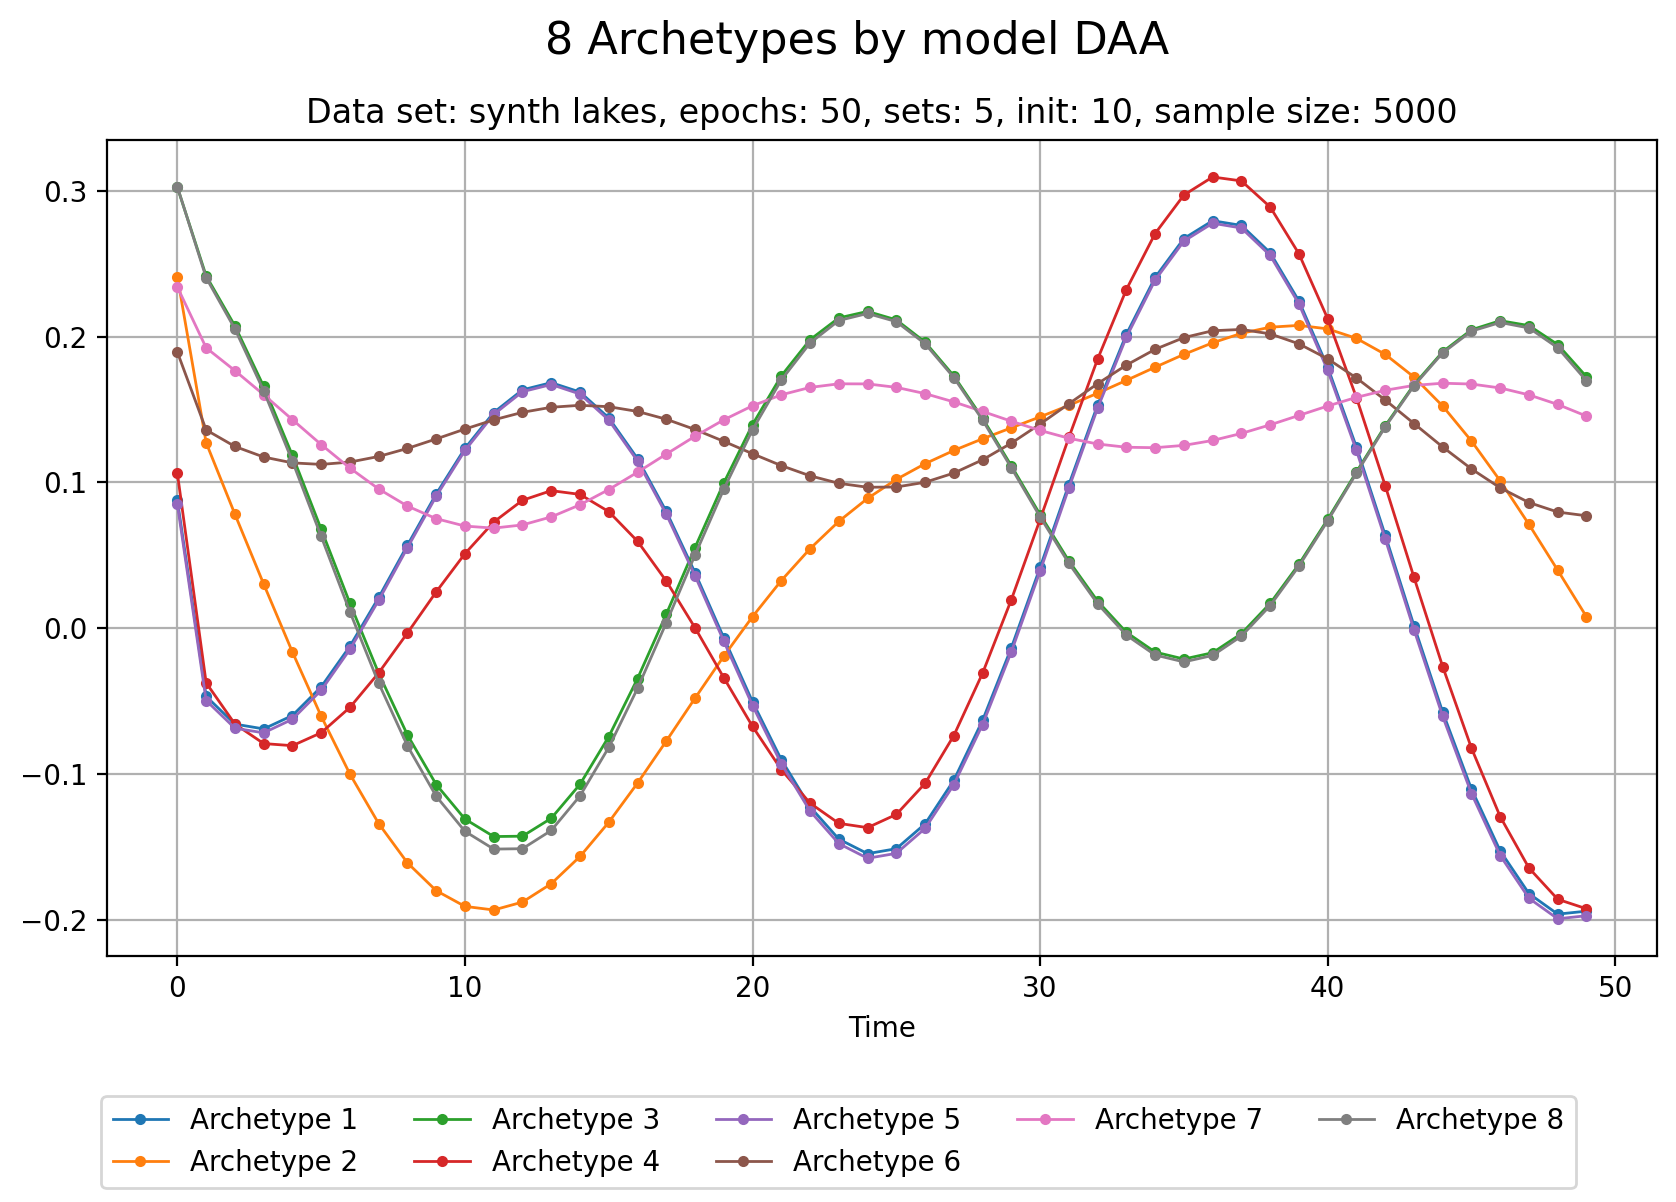 8 Archetypes by model DAA
Data set: synth lakes, epochs: 50, sets: 5, init: 10, sample size: 5000
0.3
0.2
0.1
0.0
−0.1
−0.2
0 10 20 30 40 50
Time
Archetype 1 Archetype 3 Archetype 5 Archetype 7 Archetype 8
Archetype 2 Archetype 4 Archetype 6